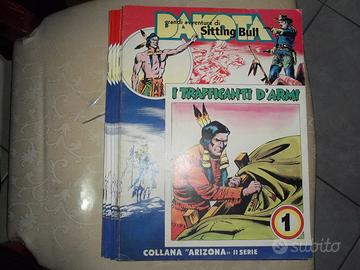 DAKOTA
grandi avventure di
Sitting Bull
I TRAFFICANTI D'ARMI
1
COLLANA "ARIZONA" - II SERIE
subito